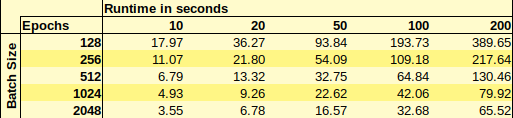 Runtime in seconds
Epochs 10 20 50 100 200
Batch Size
128 17.97 36.27 93.84 193.73 389.65
256 11.07 21.80 54.09 109.18 217.64
512 6.79 13.32 32.75 64.84 130.46
1024 4.93 9.26 22.62 42.06 79.92
2048 3.55 6.78 16.57 32.68 65.52